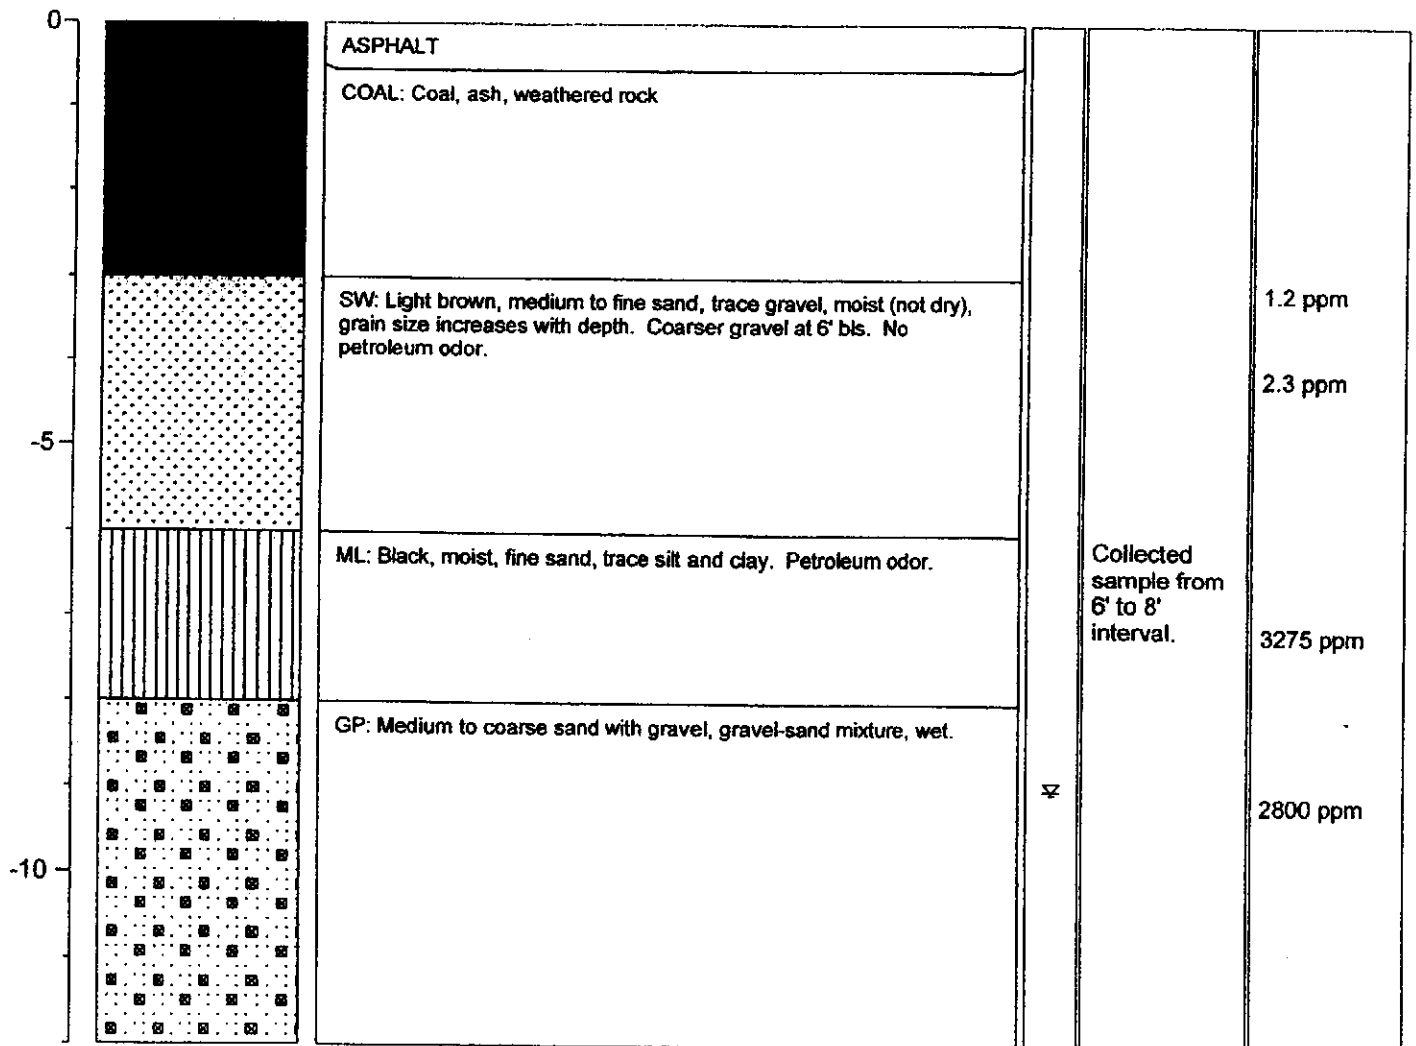 0
ASPHALT
COAL: Coal, ash, weathered rock
SW: Light brown, medium to fine sand, trace gravel, moist (not dry),
grain size increases with depth. Coarser gravel at 6' bls. No
petroleum odor.
1.2 ppm
2.3 ppm
-5
ML: Black, moist, fine sand, trace silt and clay. Petroleum odor.
Collected
sample from
6' to 8'
interval.
3275 ppm
GP: Medium to coarse sand with gravel, gravel-sand mixture, wet.
2800 ppm
-10